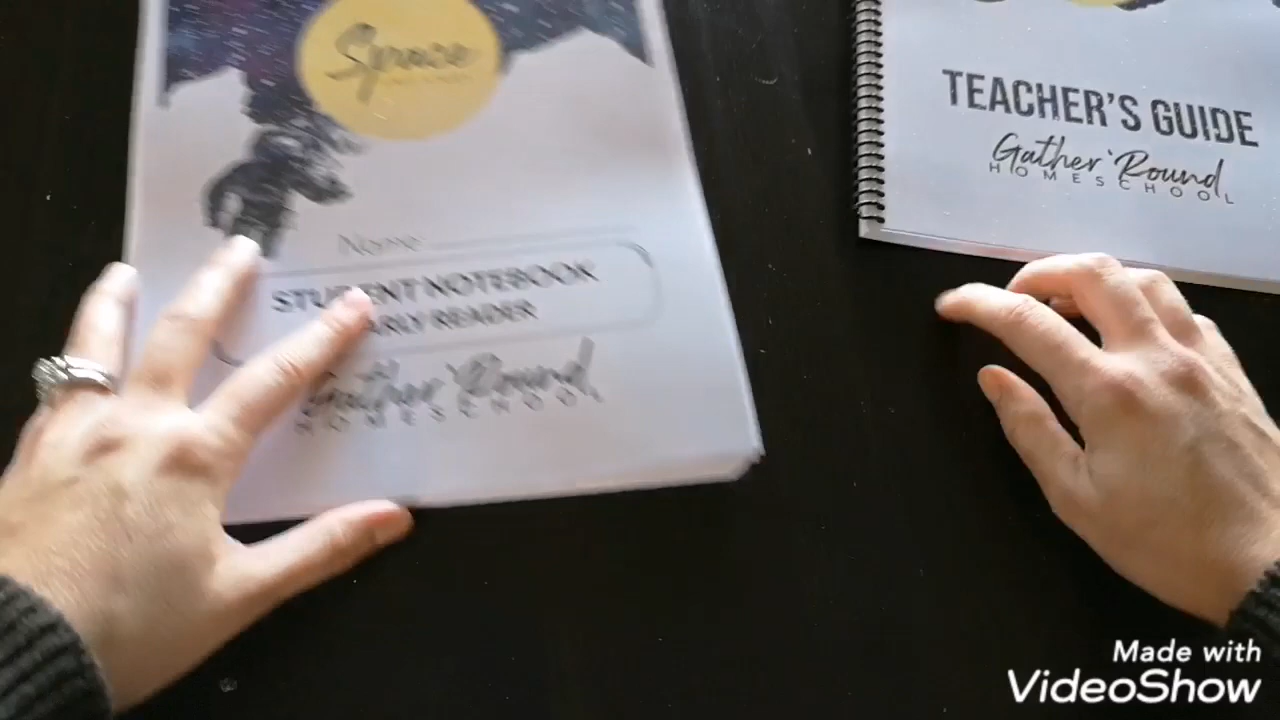 Space
Name
STUDENT NOTEBOOK
EARLY READER
Gather 'Round
HOMESCHOOL
TEACHER'S GUIDE
Gather 'Round
HOMESCHOOL
Made with
VideoShow